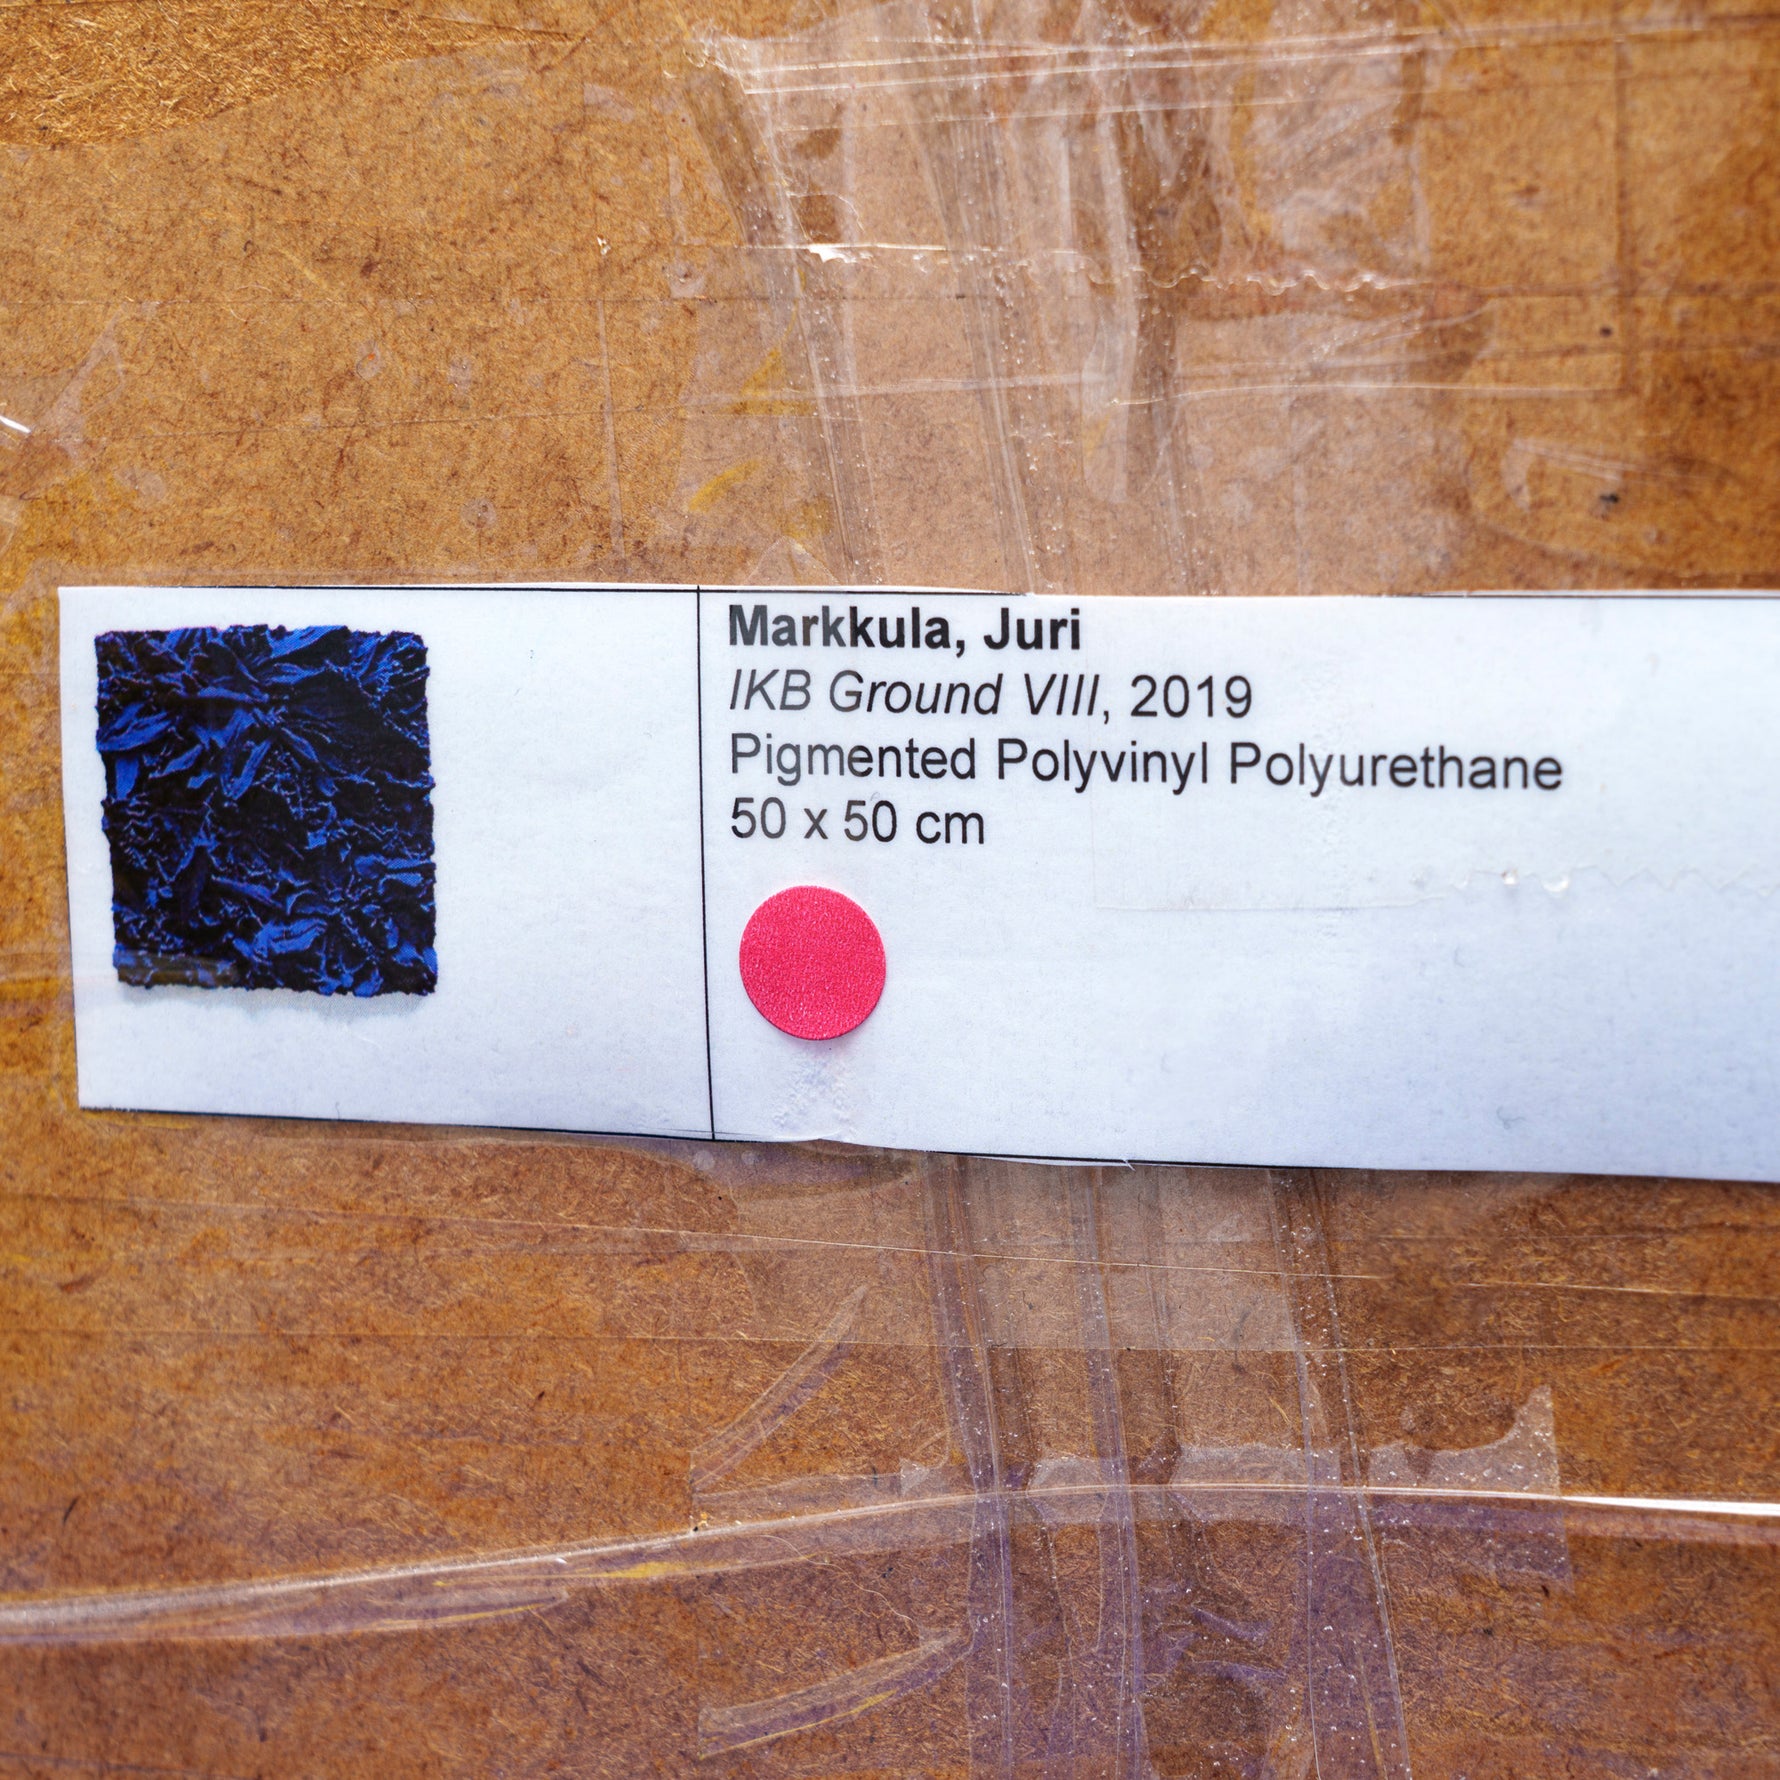 Markkula, Juri
IKB Ground VIII, 2019
Pigmented Polyvinyl Polyurethane
50 x 50 cm